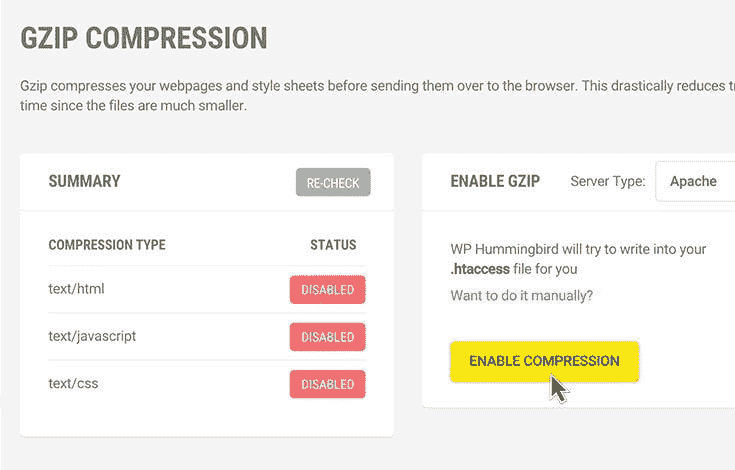 GZIP COMPRESSION
Gzip compresses your webpages and style sheets before sending them over to the browser. This drastically reduces
time since the files are much smaller.
SUMMARY
RE-CHECK
COMPRESSION TYPE STATUS
text/html DISABLED
text/javascript DISABLED
text/css DISABLED
ENABLE GZIP Server Type: Apache
WP Hummingbird will try to write into your
.htaccess file for you
Want to do it manually?
ENABLE COMPRESSION